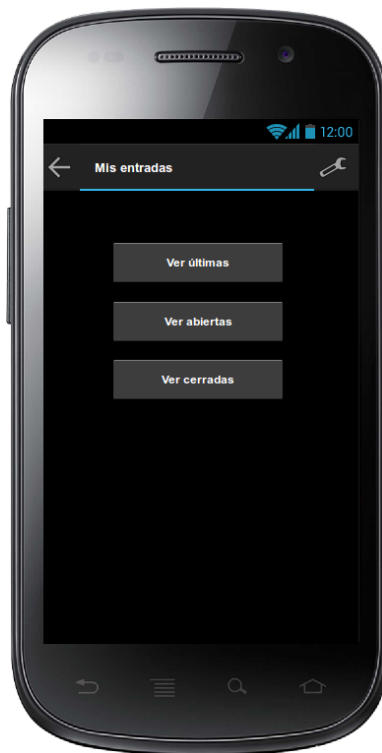 12:00
Mis entradas
Ver últimas
Ver abiertas
Ver cerradas